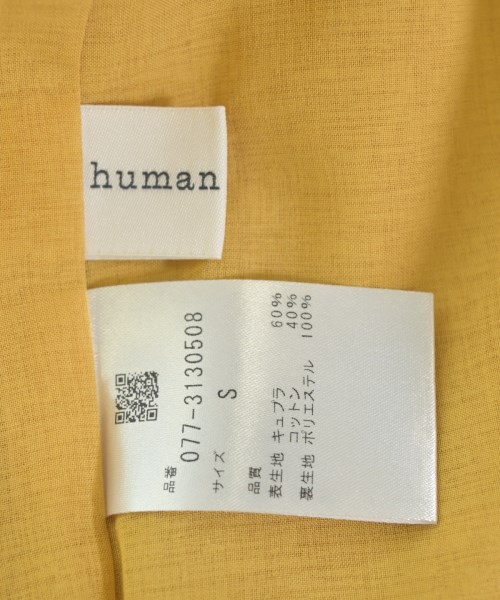 human
品番
077-3130508
サイズ
S
品質
表生地 キュプラ 60%
コットン 40%
裏生地 ポリエステル 100%